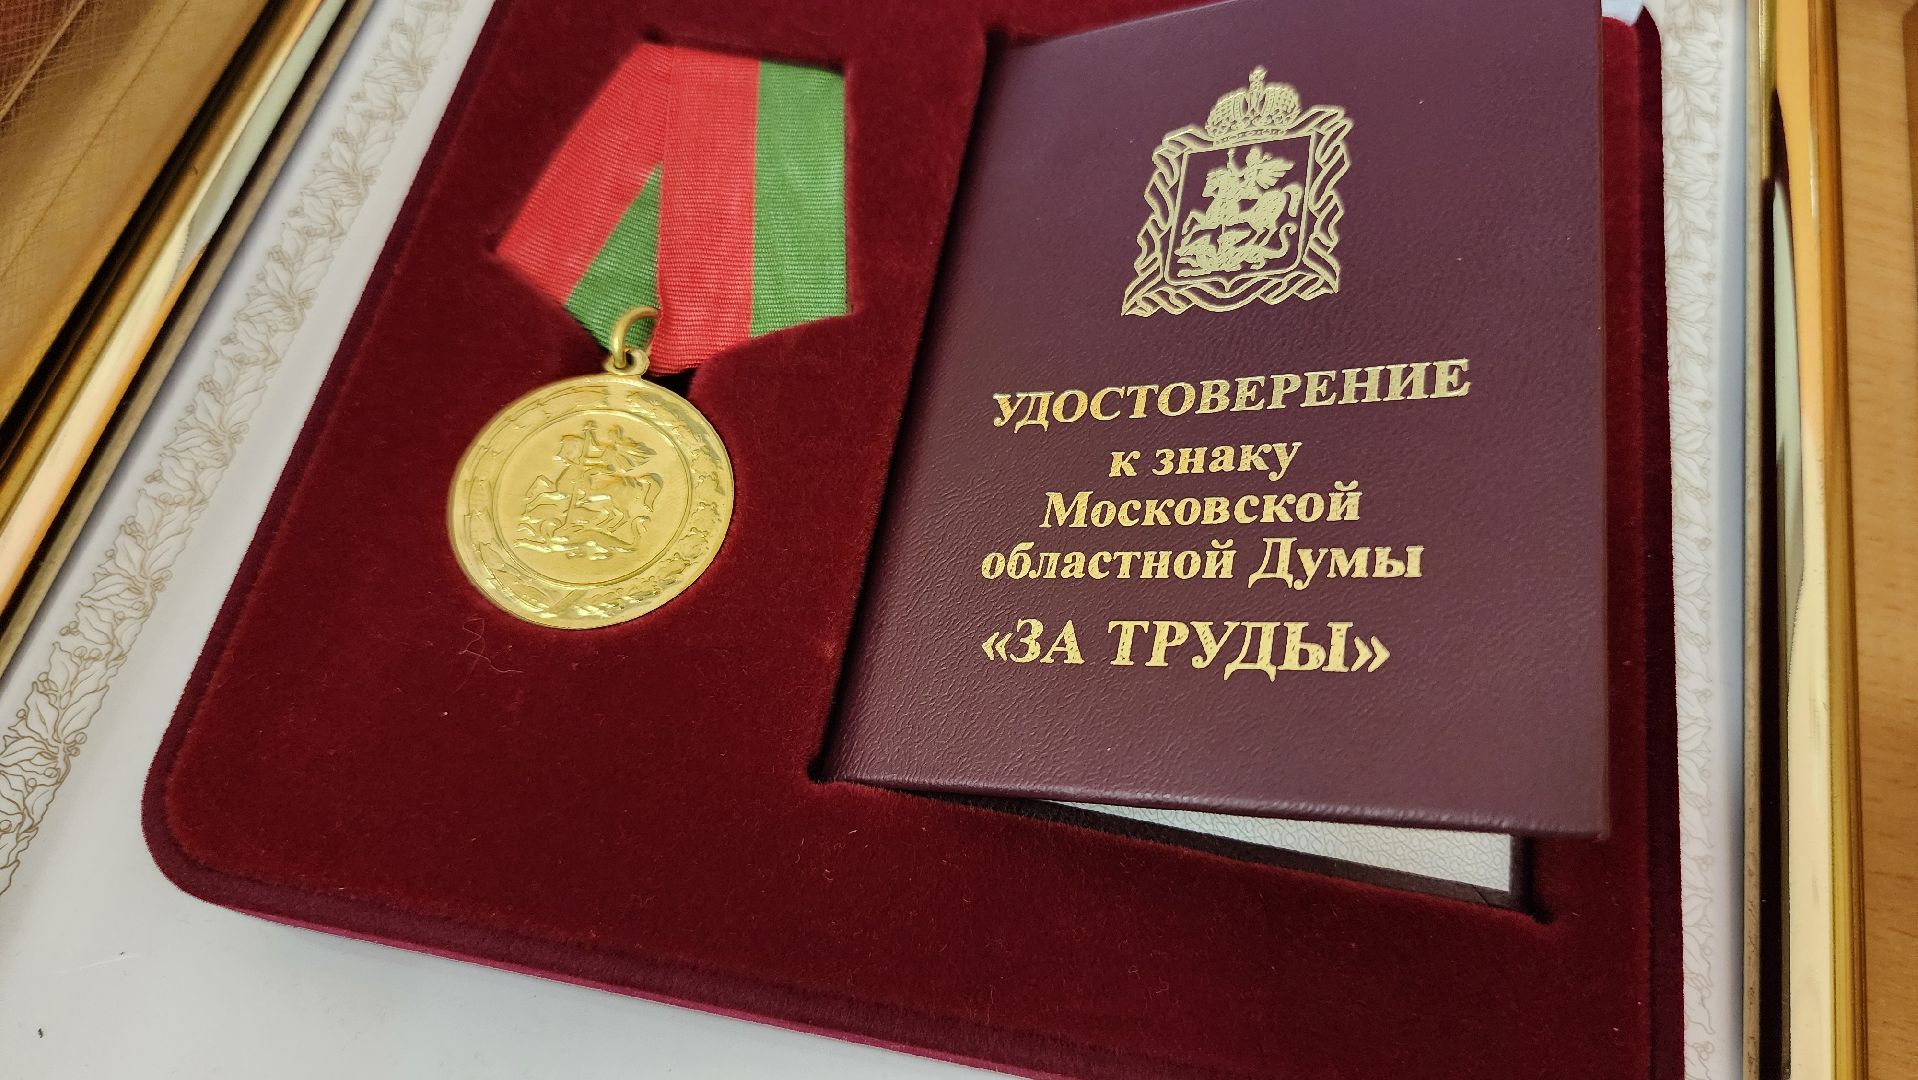 УДОСТОВЕРЕНИЕ
к знаку
Московской
областной Думы
«ЗА ТРУДЫ»